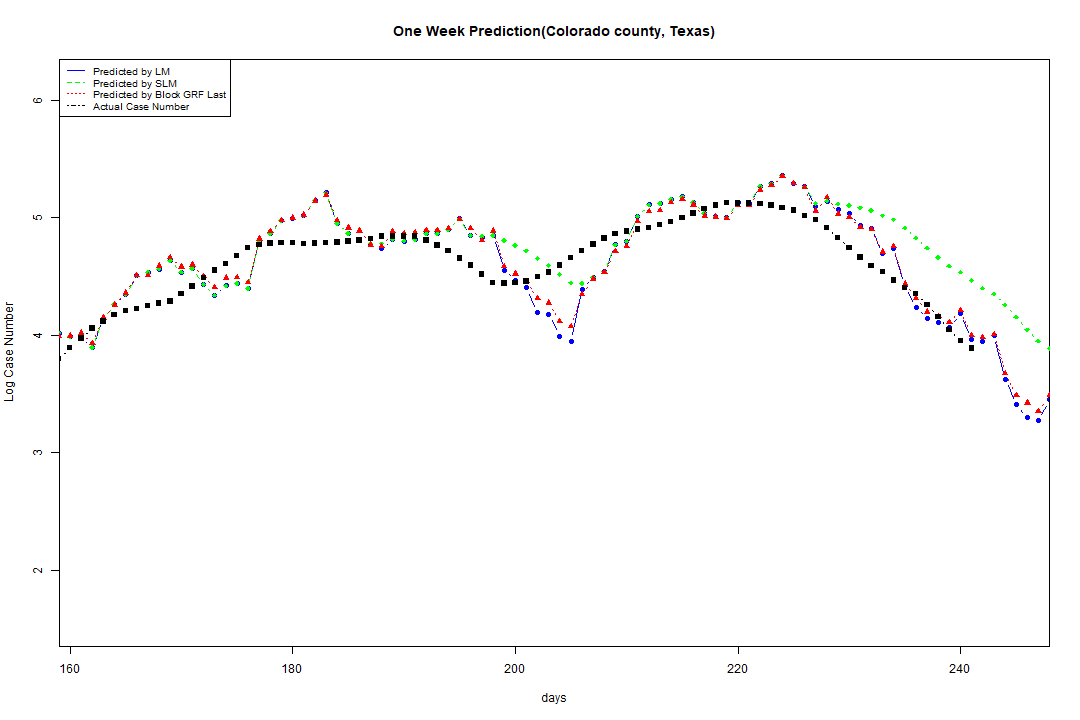 One Week Prediction(Colorado county, Texas)
Predicted by LM
Predicted by SLM
Predicted by Block GRF Last
Actual Case Number
6
5
4
3
2
Log Case Number
160 180 200 220 240
days